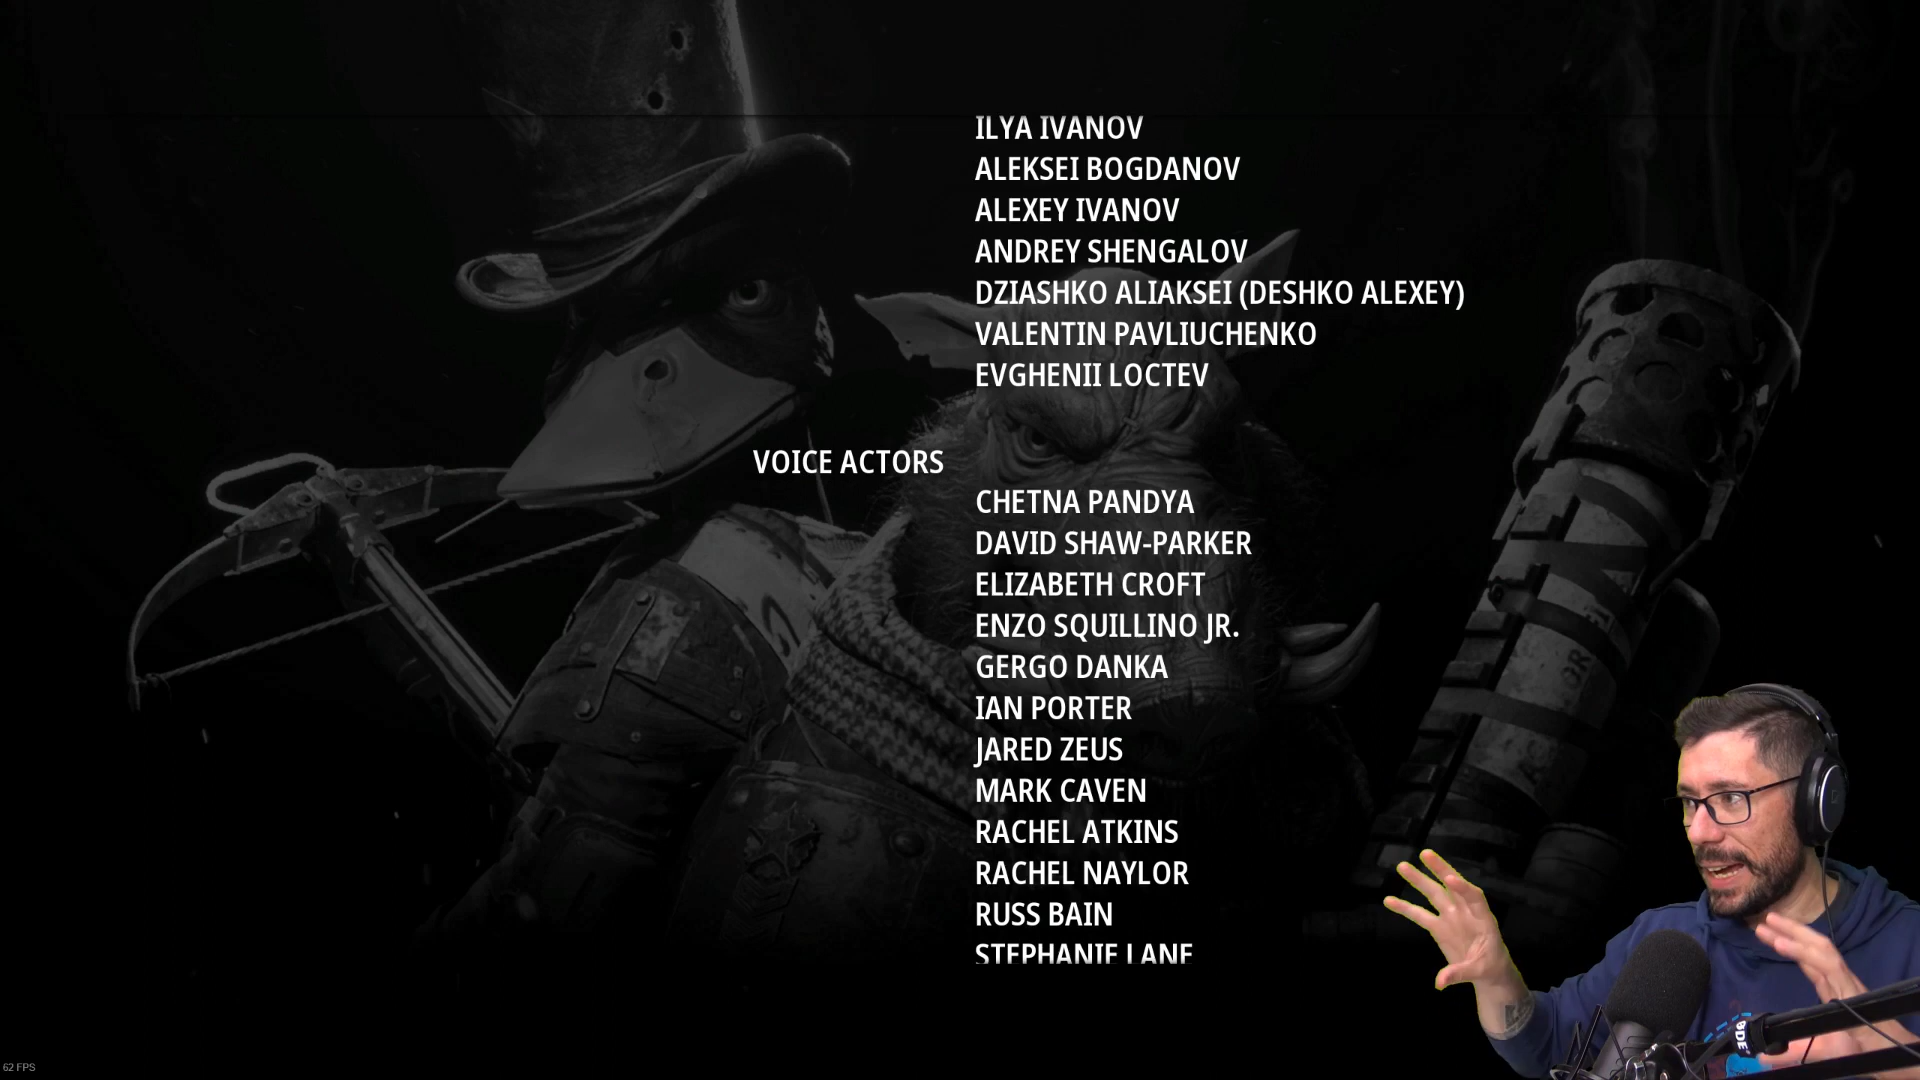 ILYA IVANOV
ALEKSEI BOGDANOV
ALEXEY IVANOV
ANDREY SHENGALOV
DZIASHKO ALIAKSEI (DESHKO ALEXEY)
VALENTIN PAVLIUCHENKO
EVGHENII LOCTEV
VOICE ACTORS
CHETNA PANDYA
DAVID SHAW-PARKER
ELIZABETH CROFT
ENZO SQUILLINO JR.
GERGO DANKA
IAN PORTER
JARED ZEUS
MARK CAVEN
RACHEL ATKINS
RACHEL NAYLOR
RUSS BAIN
STEPHANIE LANE
62 FPS